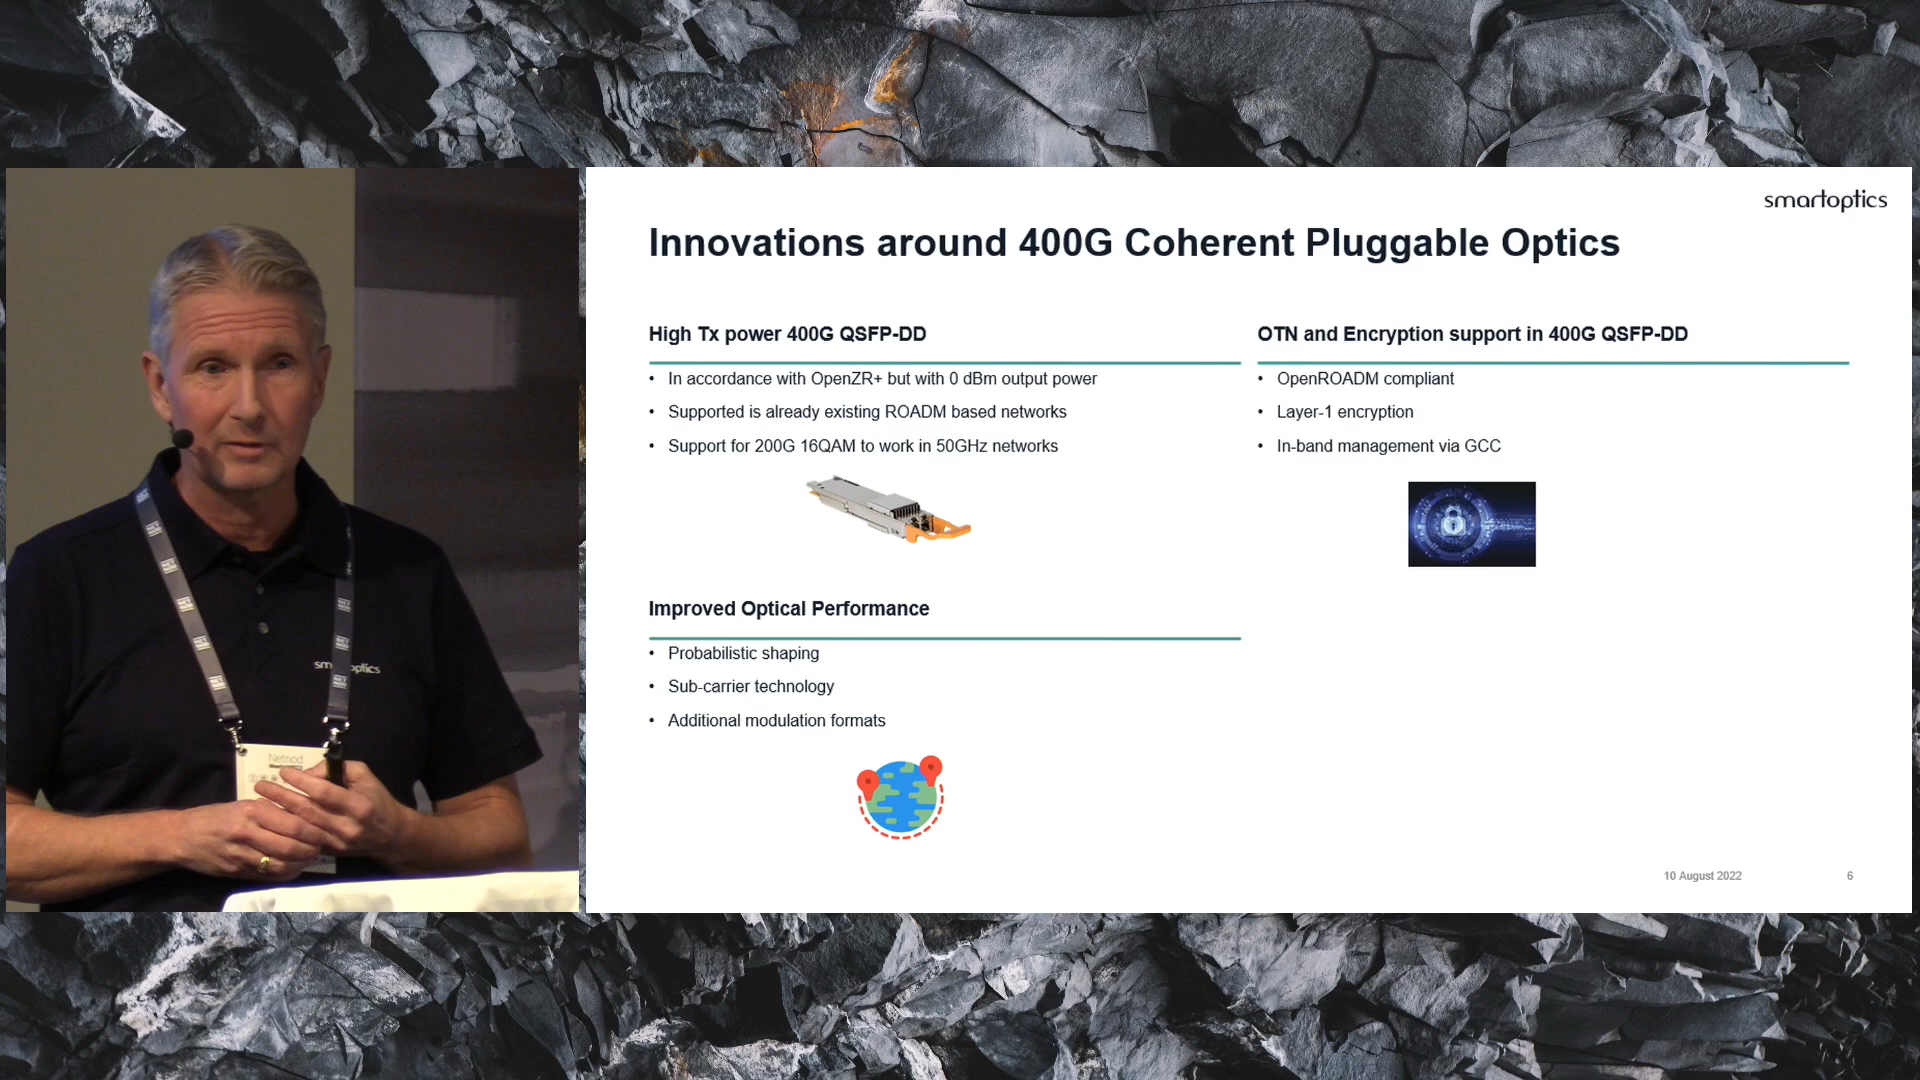 smartoptics
Innovations around 400G Coherent Pluggable Optics
High Tx power 400G QSFP-DD
• In accordance with OpenZR+ but with 0 dBm output power
• Supported is already existing ROADM based networks
• Support for 200G 16QAM to work in 50GHz networks
OTN and Encryption support in 400G QSFP-DD
• OpenROADM compliant
• Layer-1 encryption
• In-band management via GCC
Improved Optical Performance
• Probabilistic shaping
• Sub-carrier technology
• Additional modulation formats
10 August 2022
6
Netnod